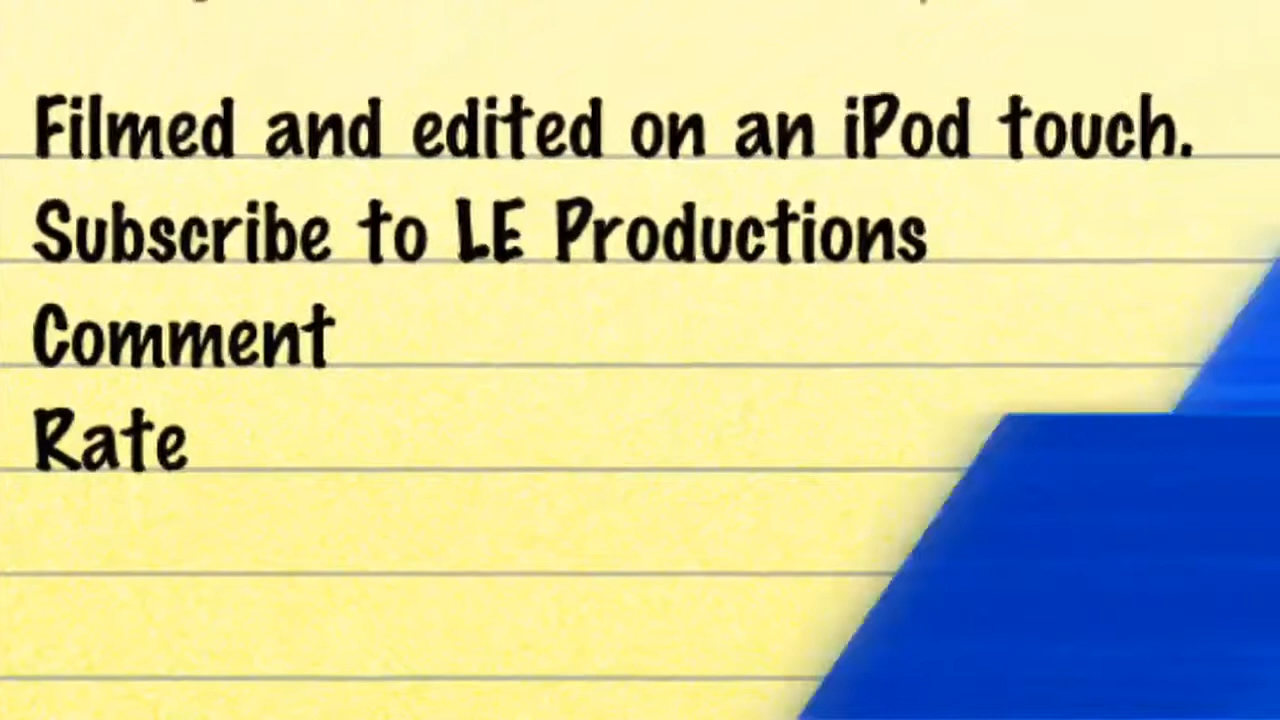 Filmed and edited on an iPod touch.
Subscribe to LE Productions
Comment
Rate